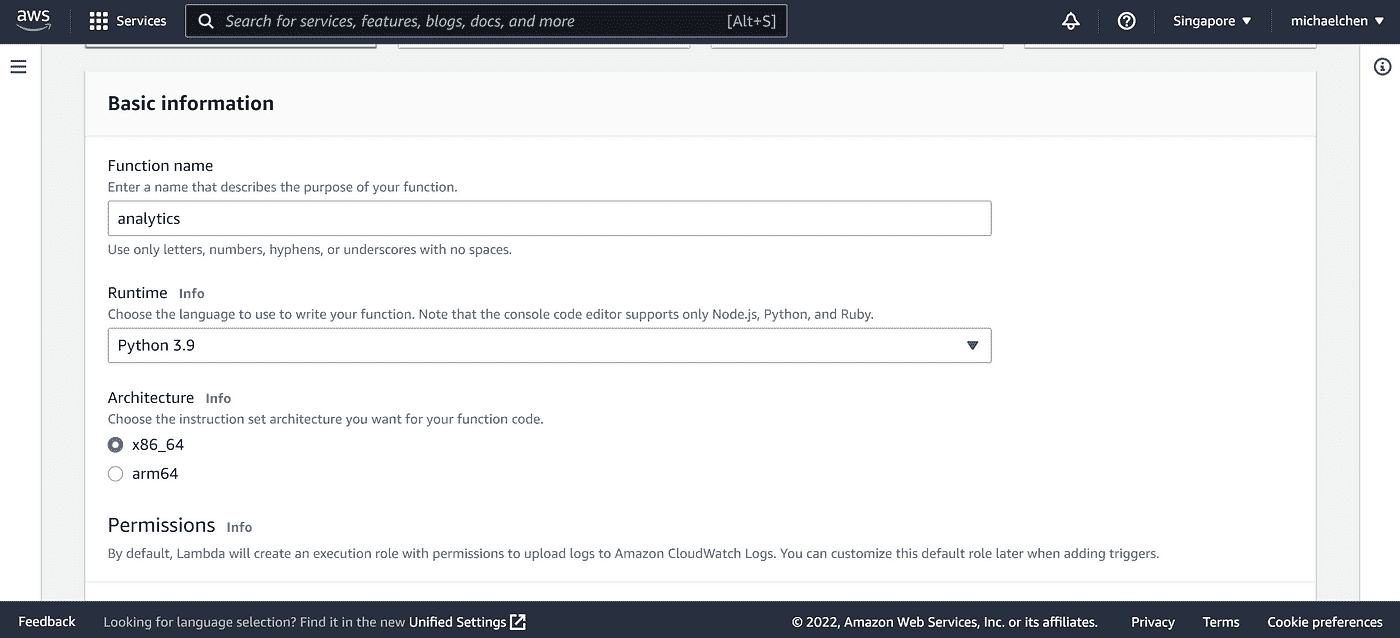 aws Services Search for services, features, blogs, docs, and more [Alt+S] Singapore ▼ michaelchen ▼
Basic information
Function name
Enter a name that describes the purpose of your function.
analytics
Use only letters, numbers, hyphens, or underscores with no spaces.
Runtime Info
Choose the language to use to write your function. Note that the console code editor supports only Node.js, Python, and Ruby.
Python 3.9
Architecture Info
Choose the instruction set architecture you want for your function code.
x86_64
arm64
Permissions Info
By default, Lambda will create an execution role with permissions to upload logs to Amazon CloudWatch Logs. You can customize this default role later when adding triggers.
Feedback Looking for language selection? Find it in the new Unified Settings © 2022, Amazon Web Services, Inc. or its affiliates. Privacy Terms Cookie preferences